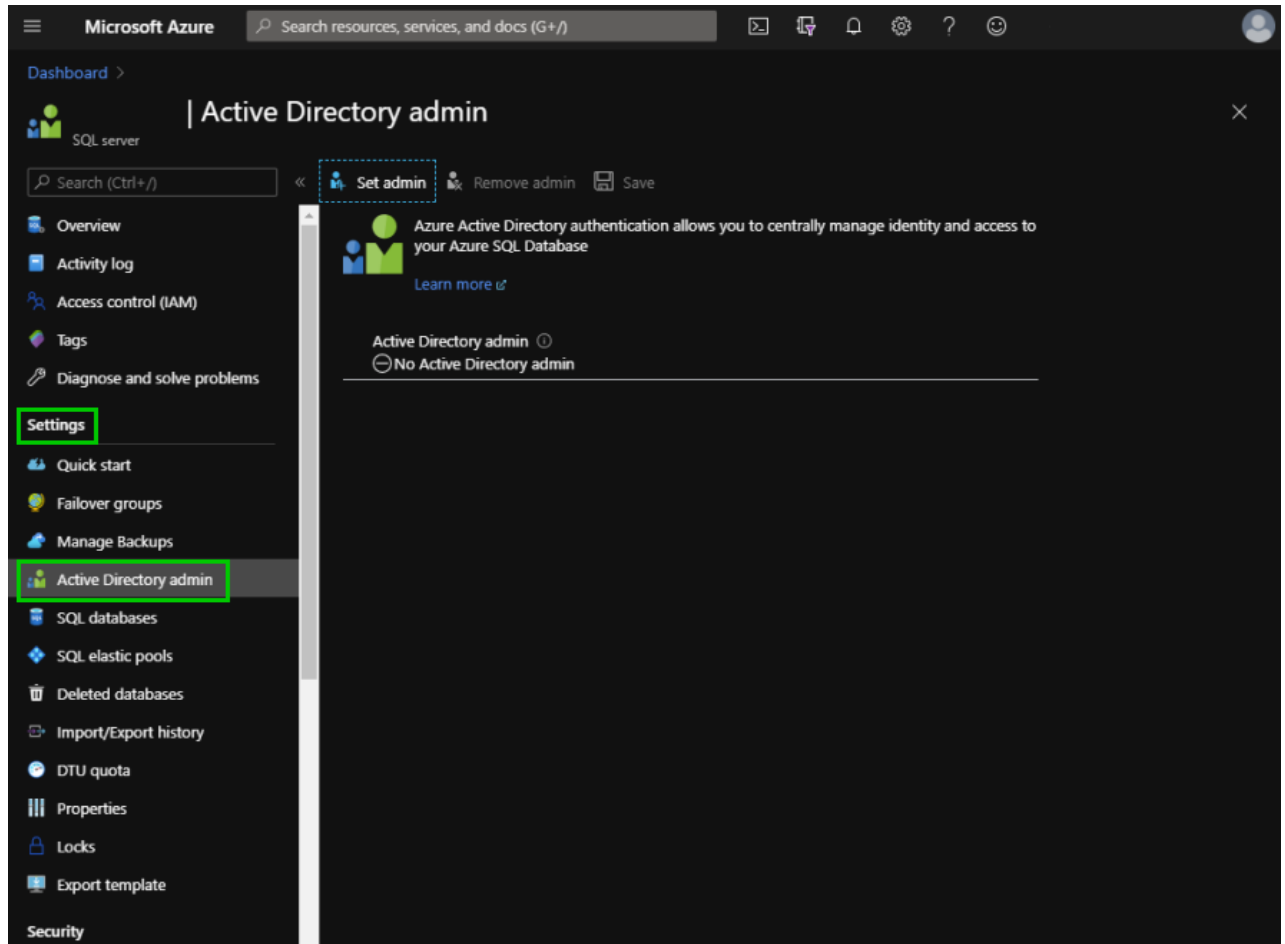 Microsoft Azure
Search resources, services, and docs (G+/)
Dashboard >
| Active Directory admin
SQL server
Search (Ctrl+/)
«
Set admin
Remove admin
Save
Overview
Activity log
Access control (IAM)
Tags
Diagnose and solve problems
Settings
Quick start
Failover groups
Manage Backups
Active Directory admin
SQL databases
SQL elastic pools
Deleted databases
Import/Export history
DTU quota
Properties
Locks
Export template
Security
Azure Active Directory authentication allows you to centrally manage identity and access to
your Azure SQL Database
Learn more
Active Directory admin
No Active Directory admin